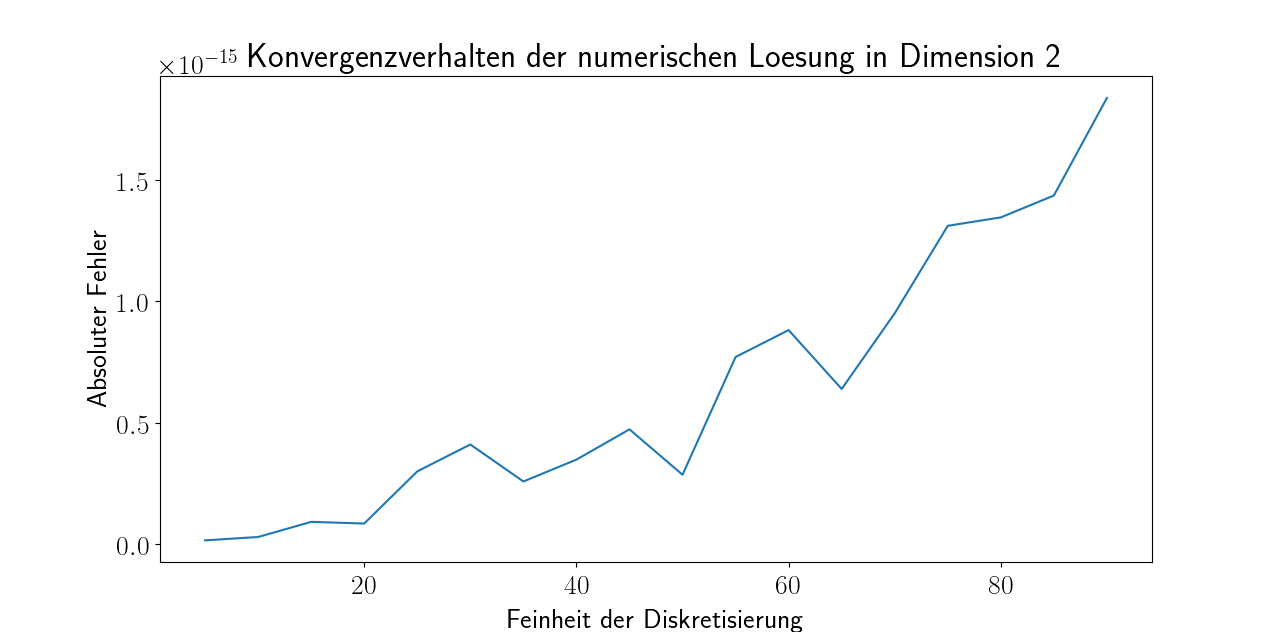 ×10⁻¹⁵ Konvergenzverhalten der numerischen Loesung in Dimension 2
1.5
1.0
0.5
0.0
Absoluter Fehler
20 40 60 80
Feinheit der Diskretisierung